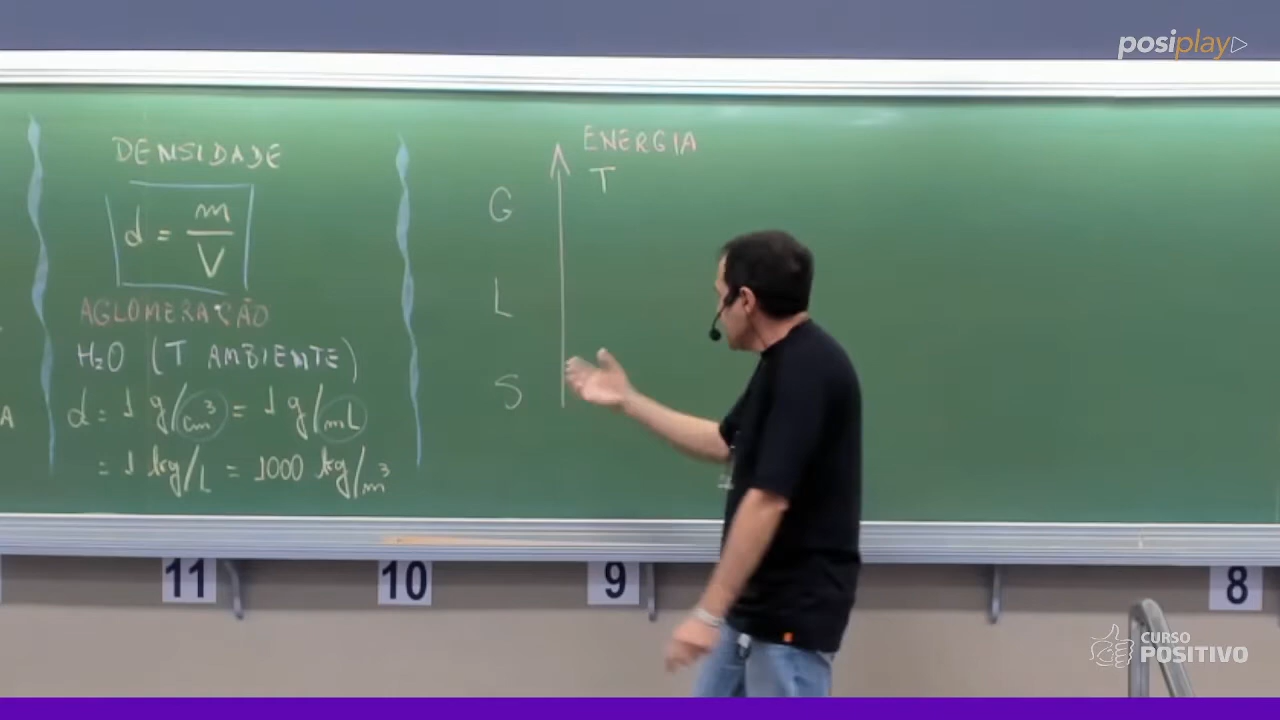 posiplay
DENSIDADE
d = m/V
AGLOMERAÇÃO
H₂O (T AMBIENTE)
d = 1 g/cm³ = 1 g/mL
= 1 kg/L = 1000 kg/m³
A
ENERGIA
T
G
L
S
11
10
9
8
CURSO
POSITIVO